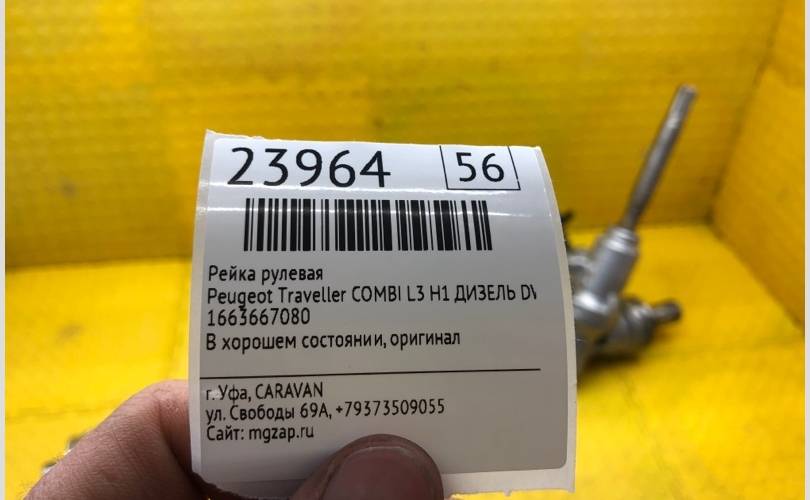 23964 56
Рейка рулевая
Peugeot Traveller COMBI L3 H1 ДИЗЕЛЬ
1663667080
В хорошем состоянии, оригинал
г. Уфа, CARAVAN
ул. Свободы 69А, +79373509055
Сайт: mgzap.ru